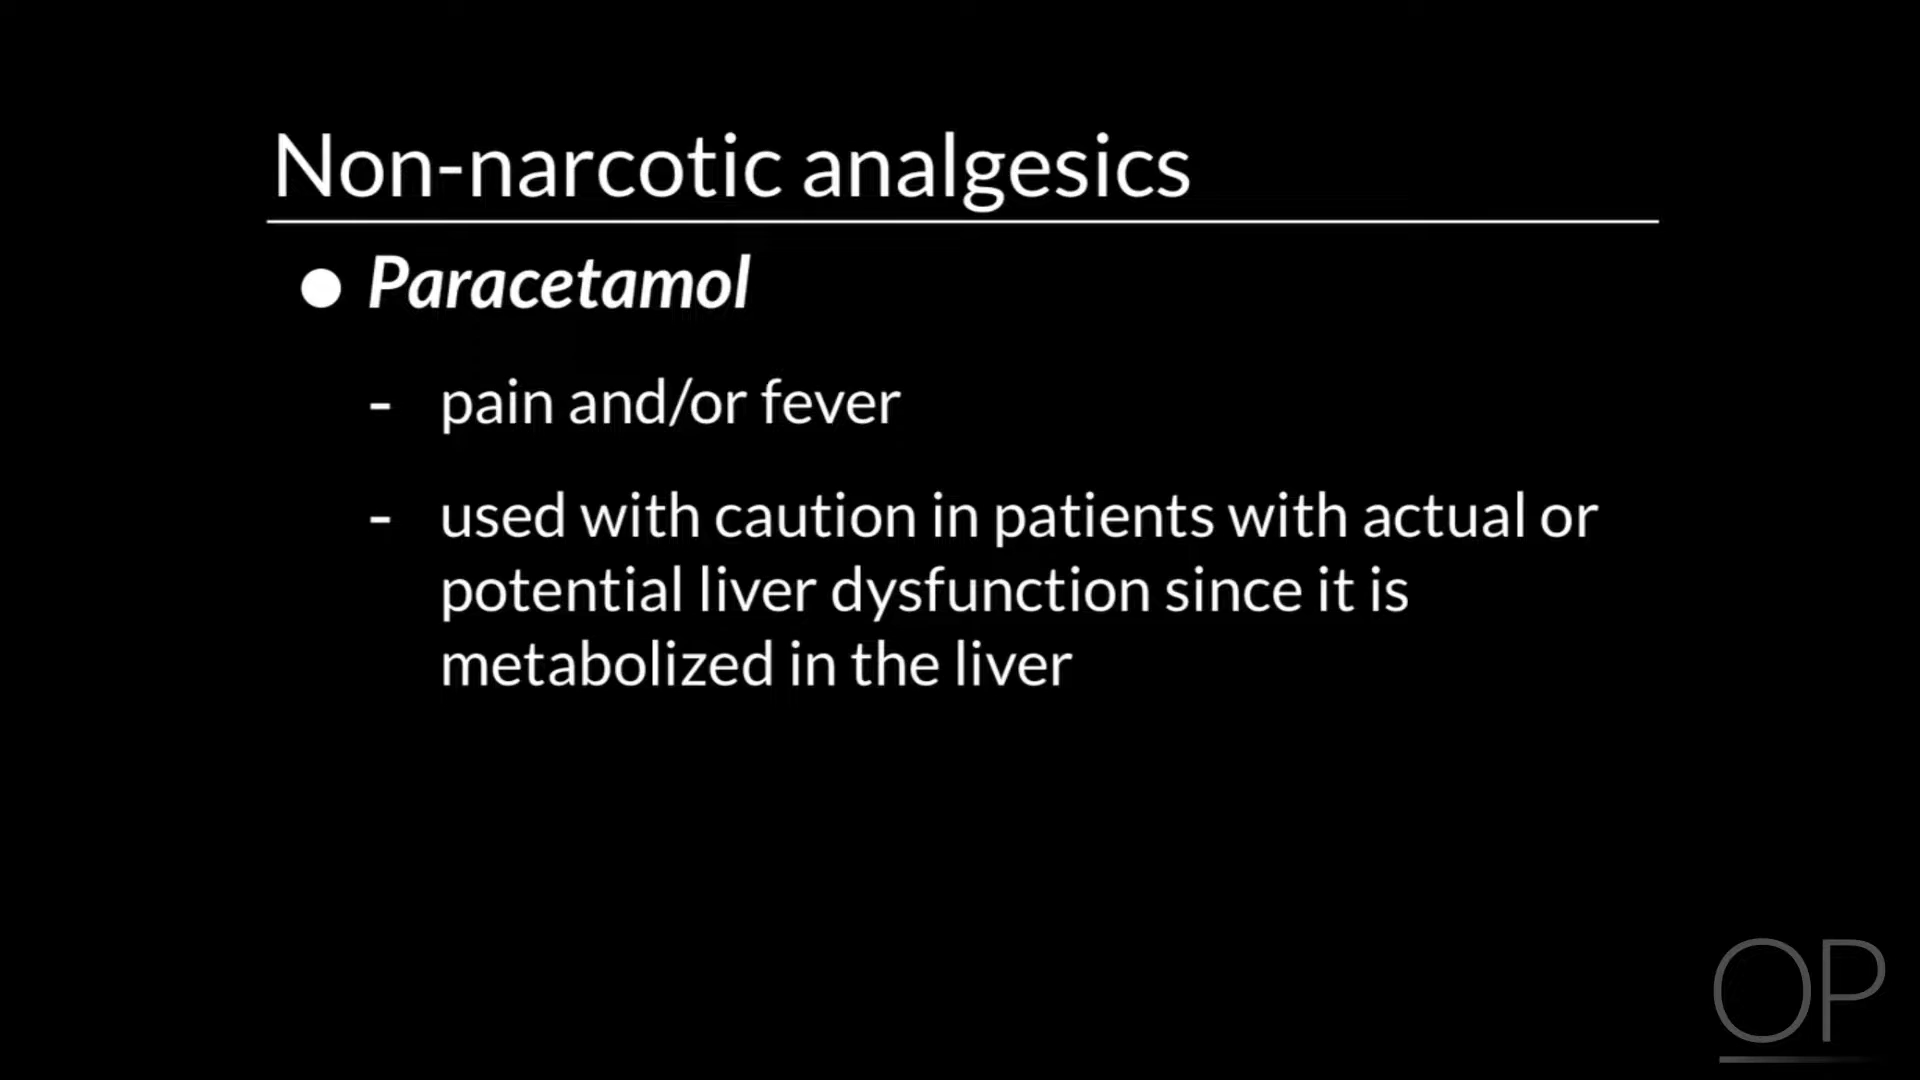 Non-narcotic analgesics
● Paracetamol
- pain and/or fever
- used with caution in patients with actual or
potential liver dysfunction since it is
metabolized in the liver
OP